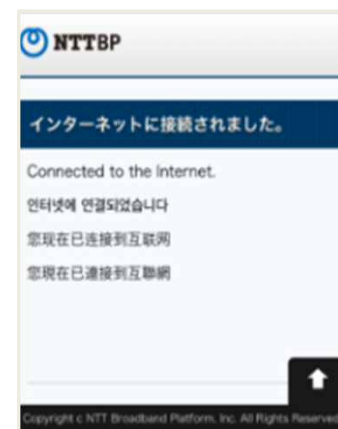 NTTBP
インターネットに接続されました。
Connected to the Internet.
인터넷에 연결되었습니다
您现在已连接到互联网
您現在已連接到互聯網
Copyright c NTT Broadband Platform, Inc. All Rights Reserved